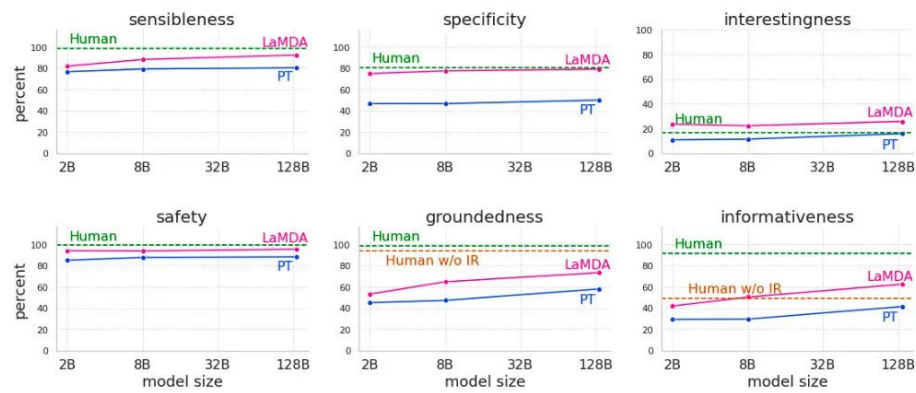 sensibleness
specificity
interestingness
percent
100
80
60
40
20
0
Human
LaMDA
PT
2B 8B 32B 128B
100
80
60
40
20
0
Human
LaMDA
PT
2B 8B 32B 128B
100
80
60
40
20
0
Human
LaMDA
PT
2B 8B 32B 128B
safety
groundedness
informativeness
percent
100
80
60
40
20
0
Human
LaMDA
PT
2B 8B 32B 128B
model size
100
80
60
40
20
0
Human
Human w/o IR
LaMDA
PT
2B 8B 32B 128B
model size
100
80
60
40
20
0
Human
LaMDA
Human w/o IR
PT
2B 8B 32B 128B
model size